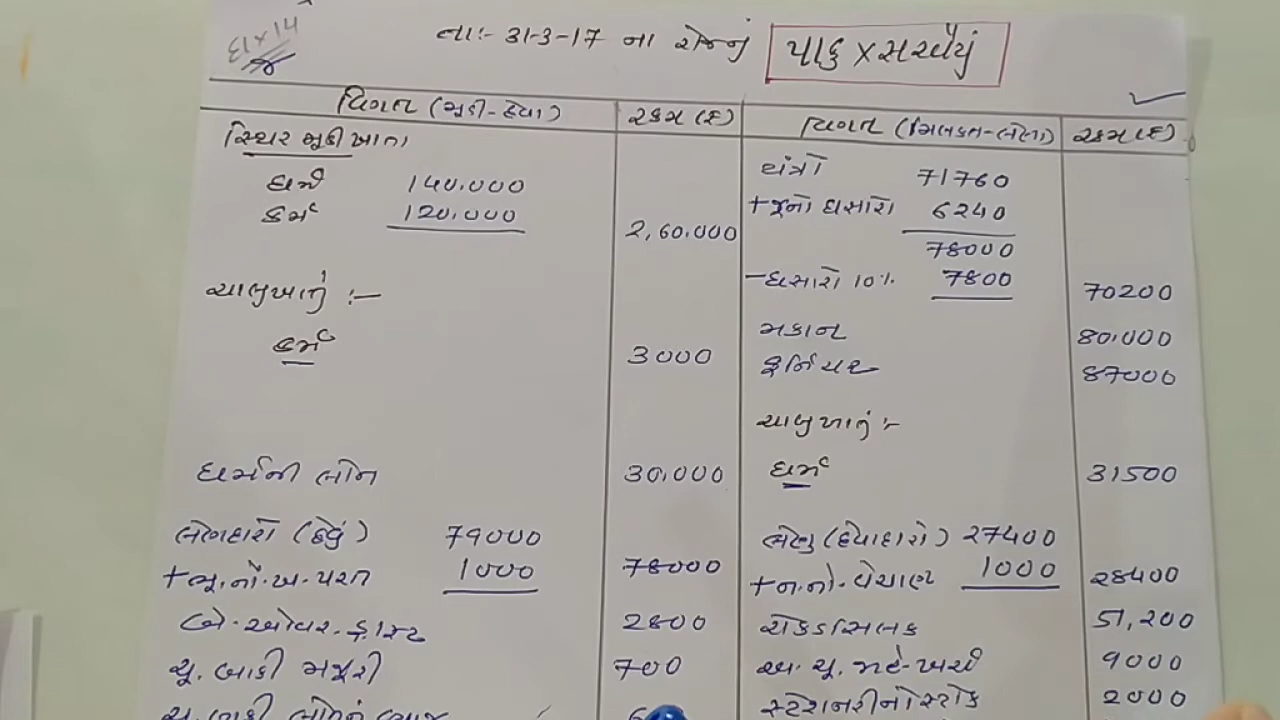 તાઃ- 31-3-17 ના રોજનું પાકુ સરવૈયું
વિગત (મૂડી-દેવા) રકમ (₹) વિગત (મિલકત-લેણા) રકમ (₹)
સ્થિર મૂડી ખાતા
ધર્મ 140,000
કર્મ 120,000
2,60,000
ચાલુખાતું :-
કર્મ 3000
ધર્મની લોન 30,000
લેણદારો (દેવું) 79000
+ભૂ.નો.ખ.પરત 1000 78000
બે.ઓવર.ડ્રાફ્ટ 2800
ચૂ. બાકી મજૂરી 700
ચૂ. બાકી લોનનું વ્યાજ
યંત્રો 71760
+જૂનો ઘસારો 6240
78000
-ઘસારો 10% 7800 70200
મકાન 80,000
ફર્નિચર 87000
ચાલુખાતું :-
ધર્મ 31500
લેણુ (દેવાદારો) 27400
+ન.નો.વેચાણ 1000 28400
રોકડસિલક 51,200
અ.ચૂ.જાહે.ખર્ચ 9000
સ્ટેશનરીનો સ્ટોક 2000